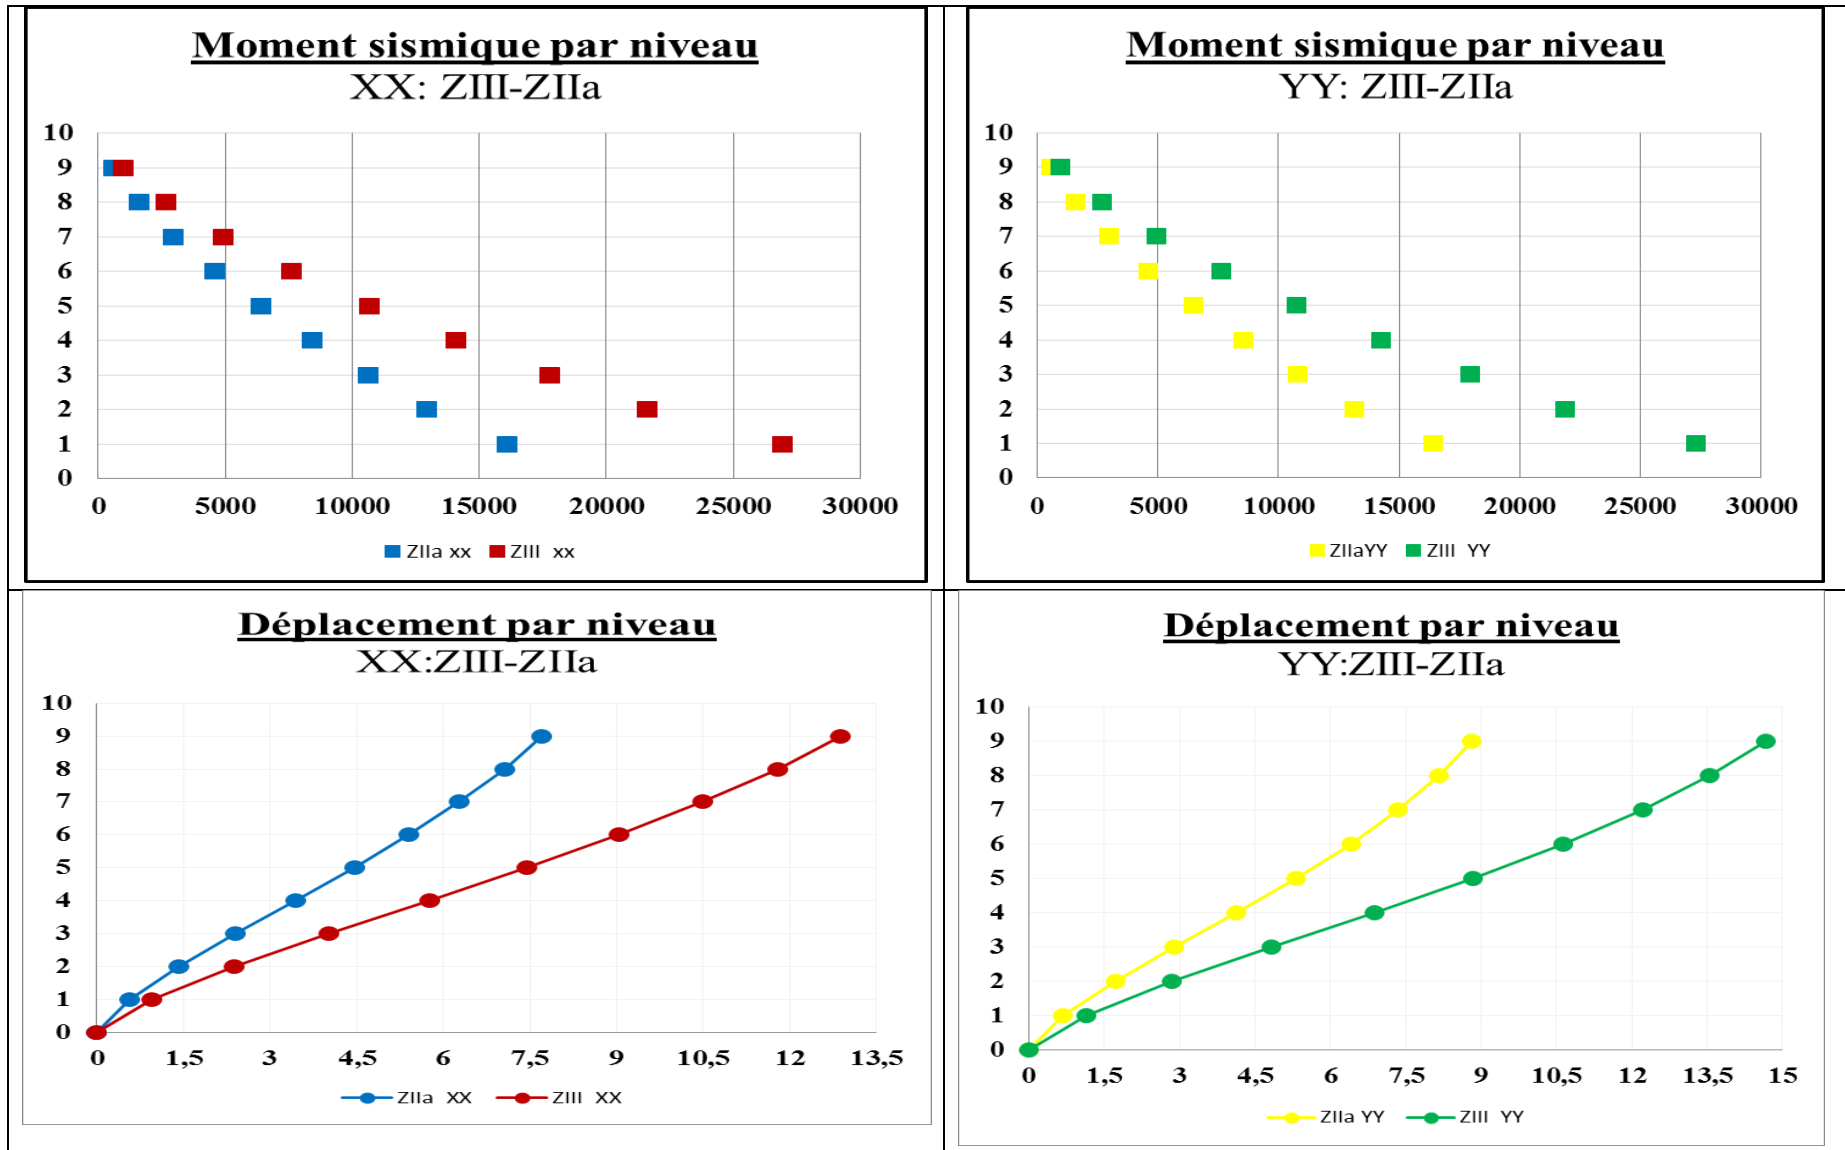 Moment sismique par niveau
XX: ZIII-ZIIa
10
9
8
7
6
5
4
3
2
1
0
0 5000 10000 15000 20000 25000 30000
ZIIa xx ZIII xx
Moment sismique par niveau
YY: ZIII-ZIIa
10
9
8
7
6
5
4
3
2
1
0
0 5000 10000 15000 20000 25000 30000
ZIIaYY ZIII YY
Déplacement par niveau
XX:ZIII-ZIIa
10
9
8
7
6
5
4
3
2
1
0
0 1,5 3 4,5 6 7,5 9 10,5 12 13,5
ZIIa XX ZIII XX
Déplacement par niveau
YY:ZIII-ZIIa
10
9
8
7
6
5
4
3
2
1
0
0 1,5 3 4,5 6 7,5 9 10,5 12 13,5 15
ZIIa YY ZIII YY